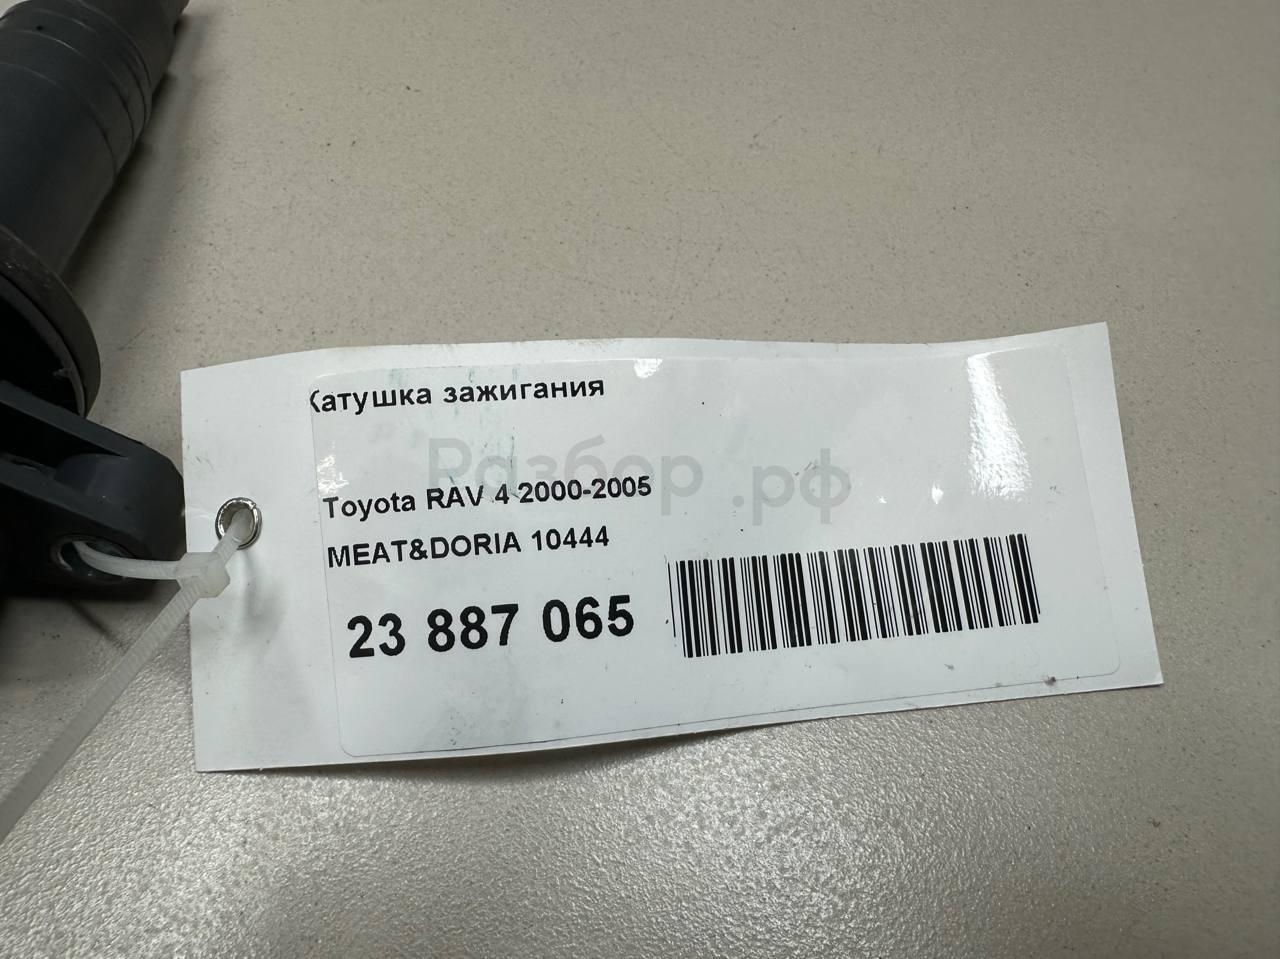 Катушка зажигания
Разбор.рф
Toyota RAV 4 2000-2005
MEAT&DORIA 10444
23 887 065